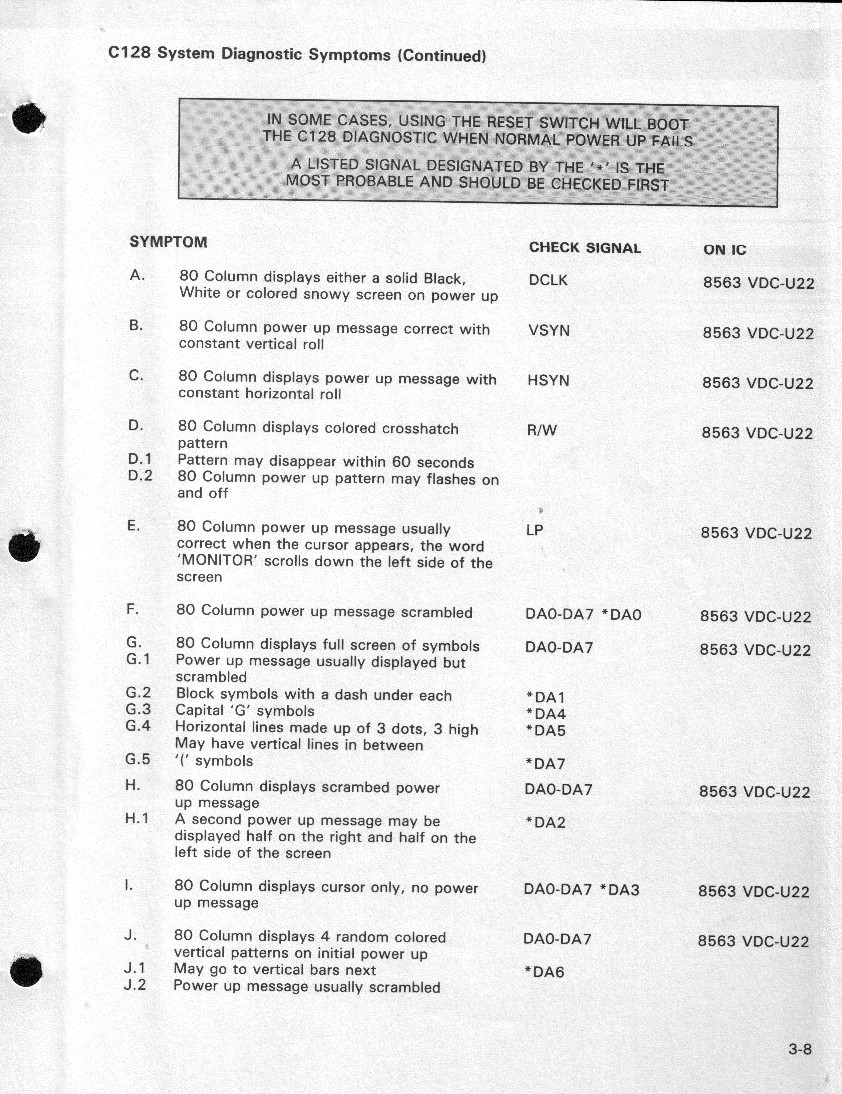 C128 System Diagnostic Symptoms (Continued)
IN SOME CASES, USING THE RESET SWITCH WILL BOOT
THE C128 DIAGNOSTIC WHEN NORMAL POWER UP FAILS
A LISTED SIGNAL DESIGNATED BY THE '*' IS THE
MOST PROBABLE AND SHOULD BE CHECKED FIRST
SYMPTOM CHECK SIGNAL ON IC
A. 80 Column displays either a solid Black, DCLK 8563 VDC-U22
White or colored snowy screen on power up
B. 80 Column power up message correct with VSYN 8563 VDC-U22
constant vertical roll
C. 80 Column displays power up message with HSYN 8563 VDC-U22
constant horizontal roll
D. 80 Column displays colored crosshatch R/W 8563 VDC-U22
pattern
D.1 Pattern may disappear within 60 seconds
D.2 80 Column power up pattern may flashes on
and off
E. 80 Column power up message usually LP 8563 VDC-U22
correct when the cursor appears, the word
'MONITOR' scrolls down the left side of the
screen
F. 80 Column power up message scrambled DA0-DA7 *DA0 8563 VDC-U22
G. 80 Column displays full screen of symbols DA0-DA7 8563 VDC-U22
G.1 Power up message usually displayed but
scrambled
G.2 Block symbols with a dash under each *DA1
G.3 Capital 'G' symbols *DA4
G.4 Horizontal lines made up of 3 dots, 3 high *DA5
May have vertical lines in between
G.5 '(' symbols *DA7
H. 80 Column displays scrambed power DA0-DA7 8563 VDC-U22
up message
H.1 A second power up message may be *DA2
displayed half on the right and half on the
left side of the screen
I. 80 Column displays cursor only, no power DA0-DA7 *DA3 8563 VDC-U22
up message
J. 80 Column displays 4 random colored DA0-DA7 8563 VDC-U22
vertical patterns on initial power up
J.1 May go to vertical bars next *DA6
J.2 Power up message usually scrambled
3-8